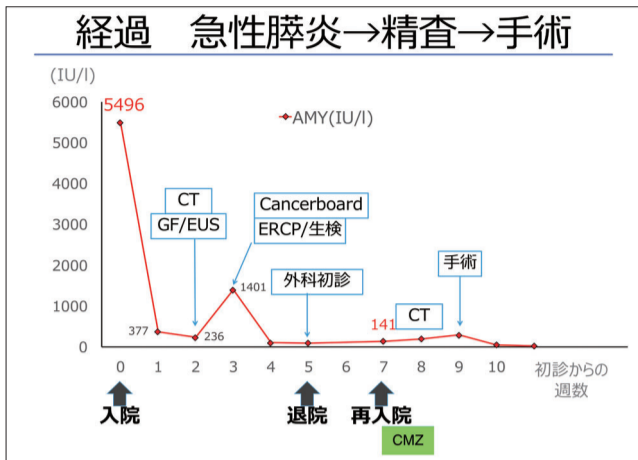 経過 急性膵炎→精査→手術
(IU/l)
6000
5496
AMY(IU/l)
5000
4000
3000
2000
1000
0
CT
GF/EUS
Cancerboard
ERCP/生検
外科初診
手術
CT
377
236
1401
141
0 1 2 3 4 5 6 7 8 9 10
初診からの
週数
入院
退院
再入院
CMZ